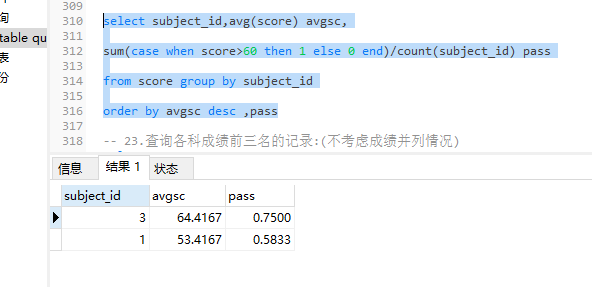 询
table qu
表
份
309
310 select subject_id,avg(score) avgsc,
311
312 sum(case when score>60 then 1 else 0 end)/count(subject_id) pass
313
314 from score group by subject_id
315
316 order by avgsc desc ,pass
317
318 -- 23.查询各科成绩前三名的记录:(不考虑成绩并列情况)
信息 结果 1 状态
subject_id avgsc pass
3 64.4167 0.7500
1 53.4167 0.5833